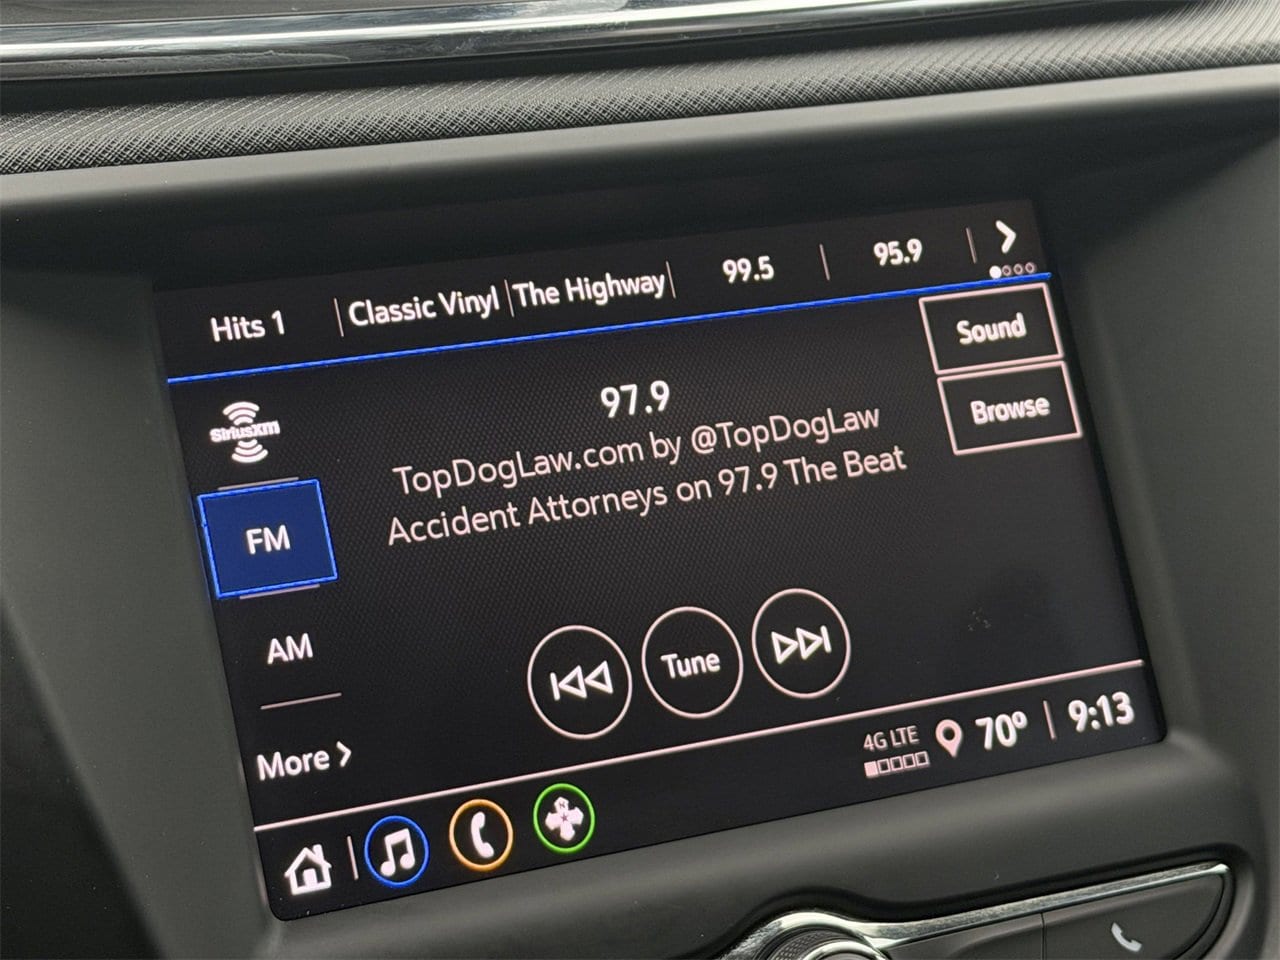 Hits 1 Classic Vinyl The Highway 99.5 95.9
Sound
Browse
SiriusXM
FM
AM
More
97.9
TopDogLaw.com by @TopDogLaw
Accident Attorneys on 97.9 The Beat
Tune
4G LTE 70° 9:13
N